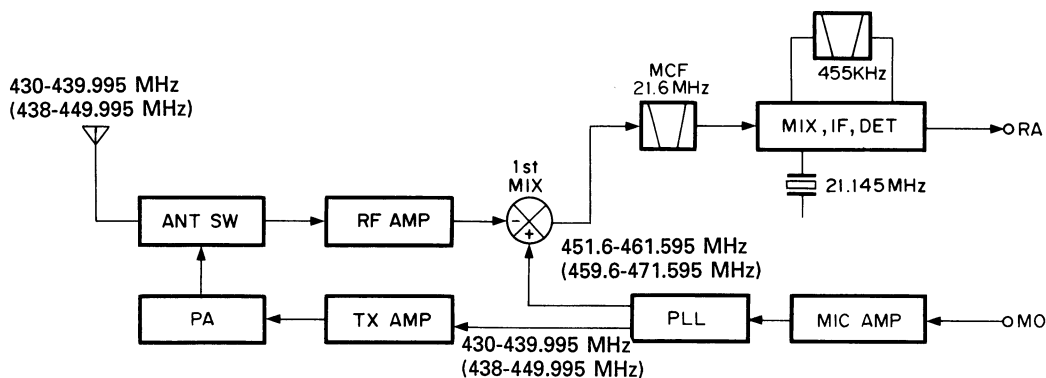 430-439.995 MHz
(438-449.995 MHz)
MCF
21.6MHz
455KHz
MIX, IF, DET
RA
21.145MHz
ANT SW
RF AMP
1st
MIX
-
+
451.6-461.595 MHz
(459.6-471.595 MHz)
PA
TX AMP
PLL
MIC AMP
MO
430-439.995 MHz
(438-449.995 MHz)